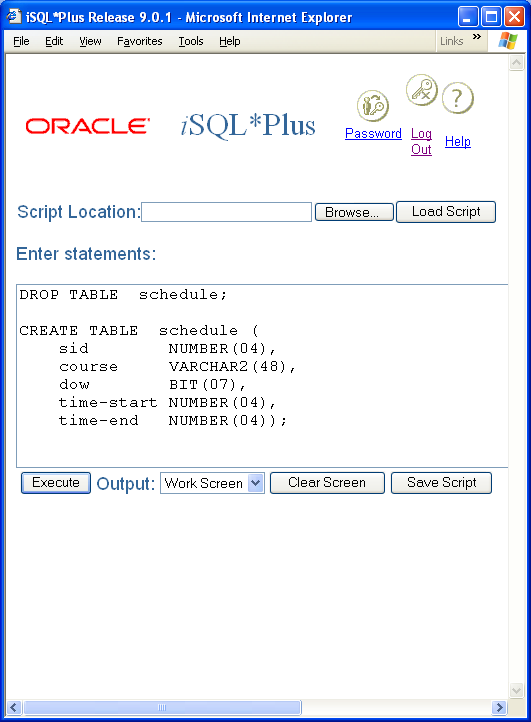 iSQL*Plus Release 9.0.1 - Microsoft Internet Explorer
File Edit View Favorites Tools Help Links »
ORACLE® iSQL*Plus
Password Log Out Help
Script Location: Browse... Load Script
Enter statements:
DROP TABLE  schedule;
CREATE TABLE  schedule (
    sid        NUMBER(04),
    course     VARCHAR2(48),
    dow        BIT(07),
    time-start NUMBER(04),
    time-end   NUMBER(04));
Execute Output: Work Screen Clear Screen Save Script